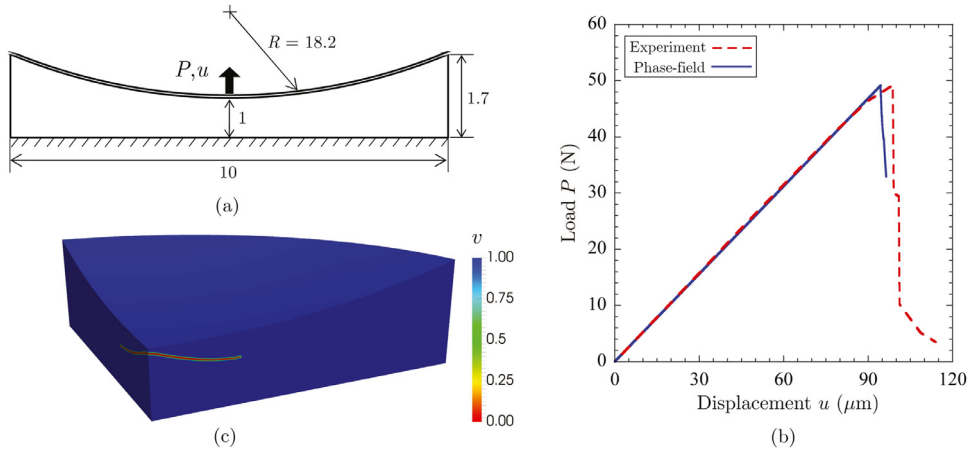 R = 18.2
P,u
1
1.7
10
(a)
v
1.00
0.75
0.50
0.25
0.00
(c)
60
50
40
30
20
10
0
Load P (N)
Experiment
Phase-field
0 30 60 90 120
Displacement u (μm)
(b)